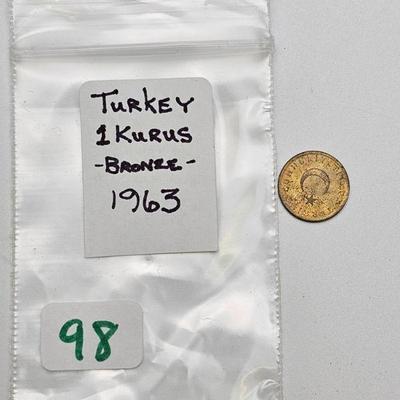 TURKEY
1 KURUS
-BRONZE-
1963
98